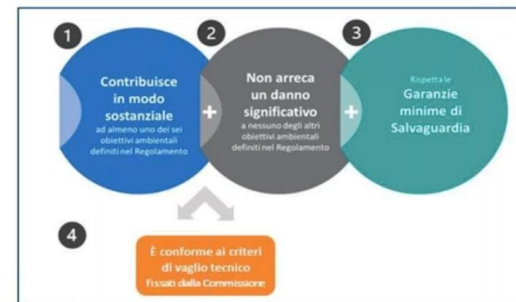 1
Contribuisce
in modo
sostanziale
ad almeno uno dei sei
obiettivi ambientali
definiti nel Regolamento
+
2
Non arreca
un danno
significativo
a nessuno degli altri
obiettivi ambientali
definiti nel Regolamento
+
3
Rispetta le
Garanzie
minime di
Salvaguardia
4
È conforme ai criteri
di vaglio tecnico
fissati dalla Commissione